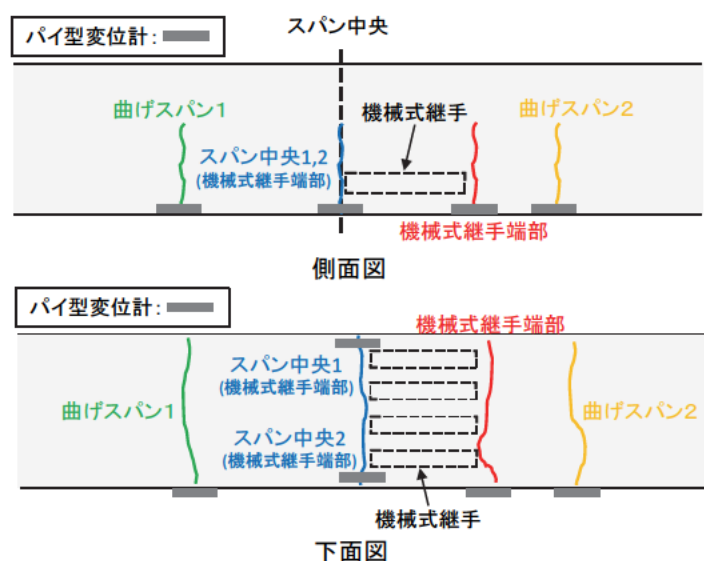 スパン中央
パイ型変位計:
曲げスパン1
機械式継手
曲げスパン2
スパン中央1,2
(機械式継手端部)
機械式継手端部
側面図
パイ型変位計:
機械式継手端部
スパン中央1
(機械式継手端部)
曲げスパン1
曲げスパン2
スパン中央2
(機械式継手端部)
機械式継手
下面図